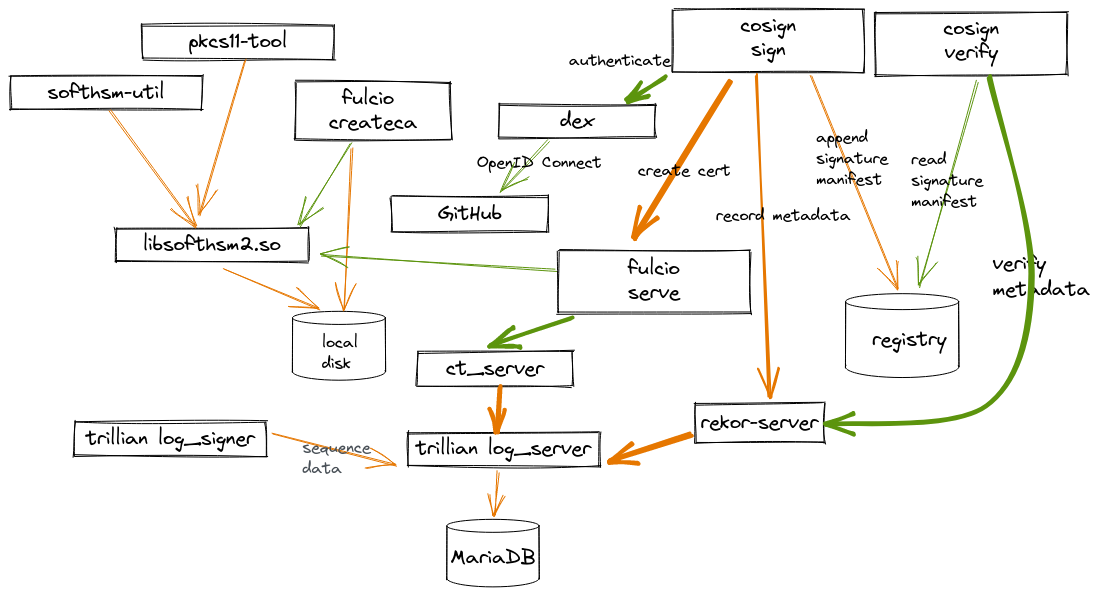 pkcs11-tool
cosign
sign
cosign
verify
softhsm-util
fulcio
createca
authenticate
dex
OpenID Connect
GitHub
create cert
append
signature
manifest
read
signature
manifest
record metadata
libsofthsm2.so
fulcio
serve
verify
metadata
local
disk
registry
ct_server
trillian log_signer
sequence
data
trillian log_server
rekor-server
MariaDB